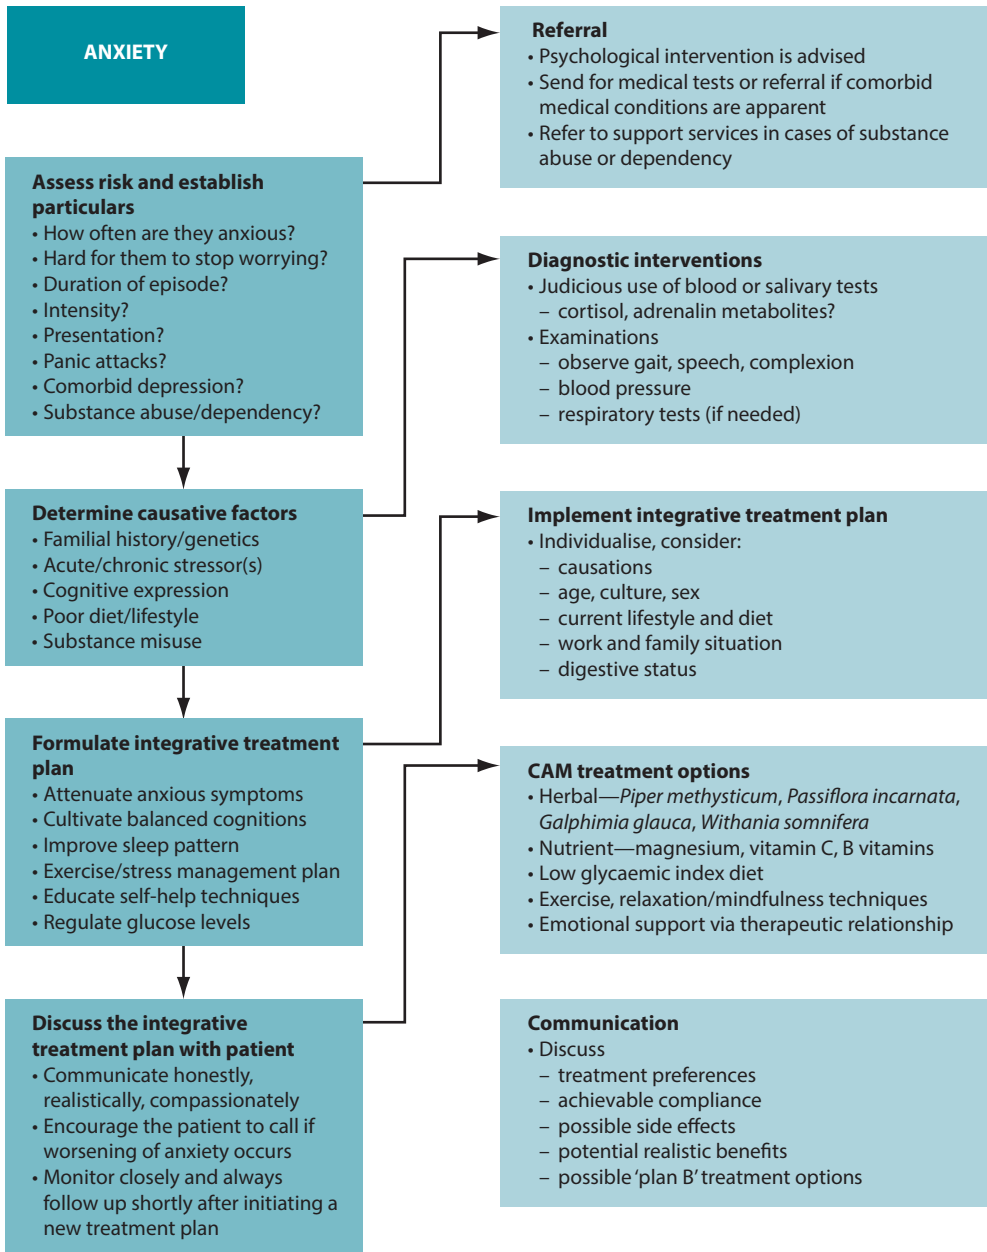 ANXIETY
Assess risk and establish
particulars
• How often are they anxious?
• Hard for them to stop worrying?
• Duration of episode?
• Intensity?
• Presentation?
• Panic attacks?
• Comorbid depression?
• Substance abuse/dependency?
Referral
• Psychological intervention is advised
• Send for medical tests or referral if comorbid
medical conditions are apparent
• Refer to support services in cases of substance
abuse or dependency
Determine causative factors
• Familial history/genetics
• Acute/chronic stressor(s)
• Cognitive expression
• Poor diet/lifestyle
• Substance misuse
Diagnostic interventions
• Judicious use of blood or salivary tests
– cortisol, adrenalin metabolites?
• Examinations
– observe gait, speech, complexion
– blood pressure
– respiratory tests (if needed)
Formulate integrative treatment
plan
• Attenuate anxious symptoms
• Cultivate balanced cognitions
• Improve sleep pattern
• Exercise/stress management plan
• Educate self-help techniques
• Regulate glucose levels
Implement integrative treatment plan
• Individualise, consider:
– causations
– age, culture, sex
– current lifestyle and diet
– work and family situation
– digestive status
Discuss the integrative
treatment plan with patient
• Communicate honestly,
realistically, compassionately
• Encourage the patient to call if
worsening of anxiety occurs
• Monitor closely and always
follow up shortly after initiating a
new treatment plan
CAM treatment options
• Herbal—Piper methysticum, Passiflora incarnata,
Galphimia glauca, Withania somnifera
• Nutrient—magnesium, vitamin C, B vitamins
• Low glycaemic index diet
• Exercise, relaxation/mindfulness techniques
• Emotional support via therapeutic relationship
Communication
• Discuss
– treatment preferences
– achievable compliance
– possible side effects
– potential realistic benefits
– possible ‘plan B’ treatment options